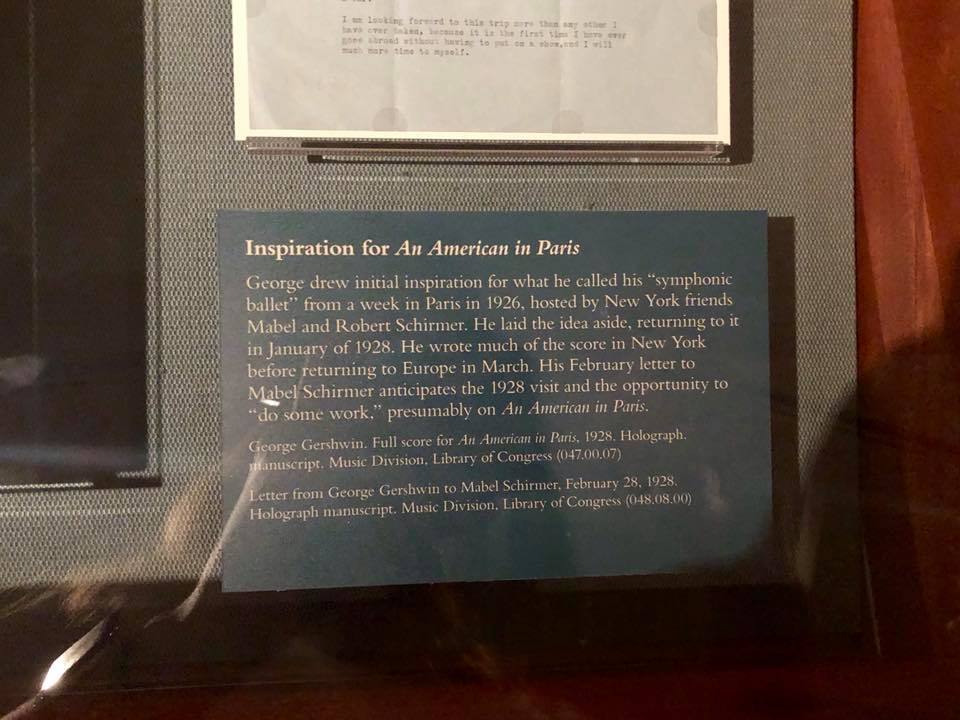 I am looking forward to this trip more than any other I
have ever taken, because it is the first time I have ever
gone abroad without having to put on a show,and I will
much more time to myself.
Inspiration for An American in Paris
George drew initial inspiration for what he called his “symphonic
ballet” from a week in Paris in 1926, hosted by New York friends
Mabel and Robert Schirmer. He laid the idea aside, returning to it
in January of 1928. He wrote much of the score in New York
before returning to Europe in March. His February letter to
Mabel Schirmer anticipates the 1928 visit and the opportunity to
“do some work,” presumably on An American in Paris.
George Gershwin. Full score for An American in Paris, 1928. Holograph
manuscript. Music Division, Library of Congress (047.00.07)
Letter from George Gershwin to Mabel Schirmer, February 28, 1928.
Holograph manuscript. Music Division, Library of Congress (048.08.00)